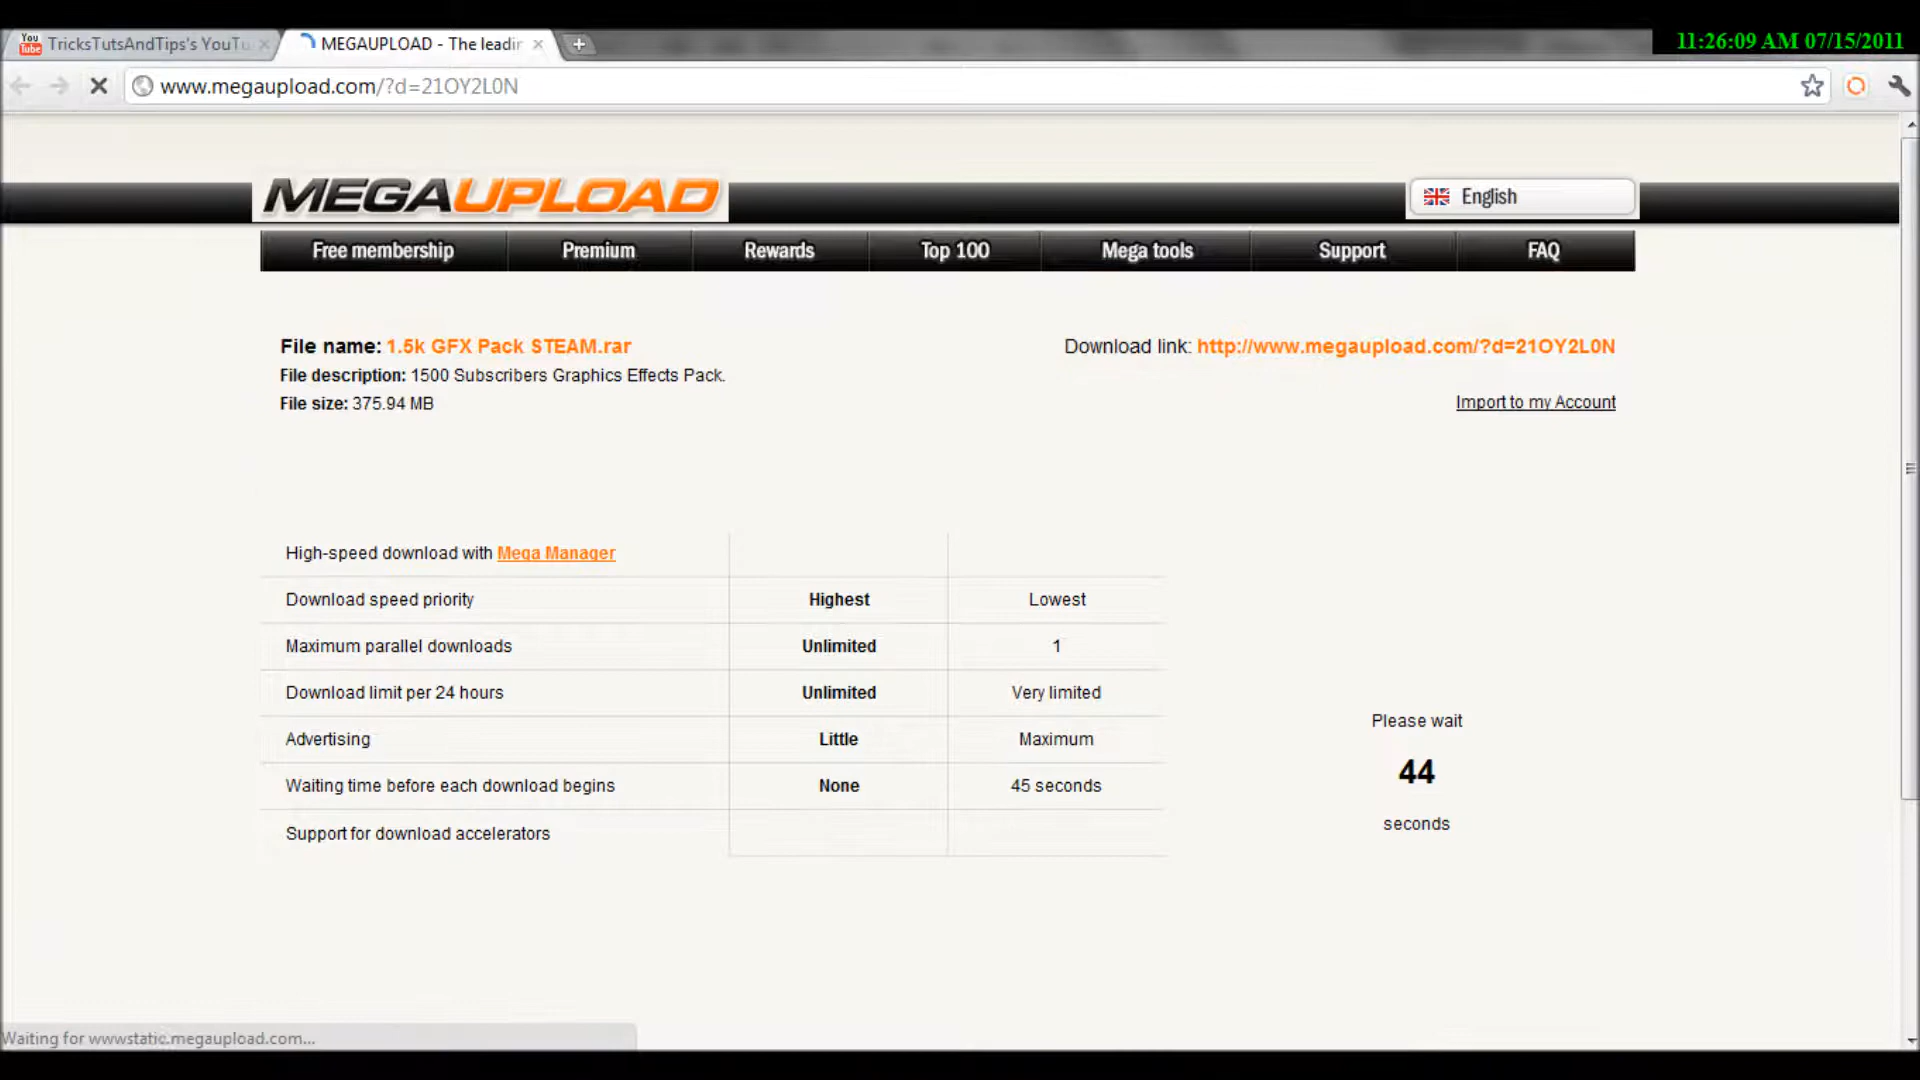 11:26:09 AM 07/15/2011
You Tube TricksTutsAndTips's YouTu
MEGAUPLOAD - The leadin
www.megaupload.com/?d=21OY2L0N
MEGAUPLOAD
English
Free membership Premium Rewards Top 100 Mega tools Support FAQ
File name: 1.5k GFX Pack STEAM.rar
Download link: http://www.megaupload.com/?d=21OY2L0N
File description: 1500 Subscribers Graphics Effects Pack.
File size: 375.94 MB
Import to my Account
High-speed download with Mega Manager
Download speed priority Highest Lowest
Maximum parallel downloads Unlimited 1
Download limit per 24 hours Unlimited Very limited
Advertising Little Maximum
Waiting time before each download begins None 45 seconds
Support for download accelerators
Please wait
44
seconds
Waiting for wwwstatic.megaupload.com...